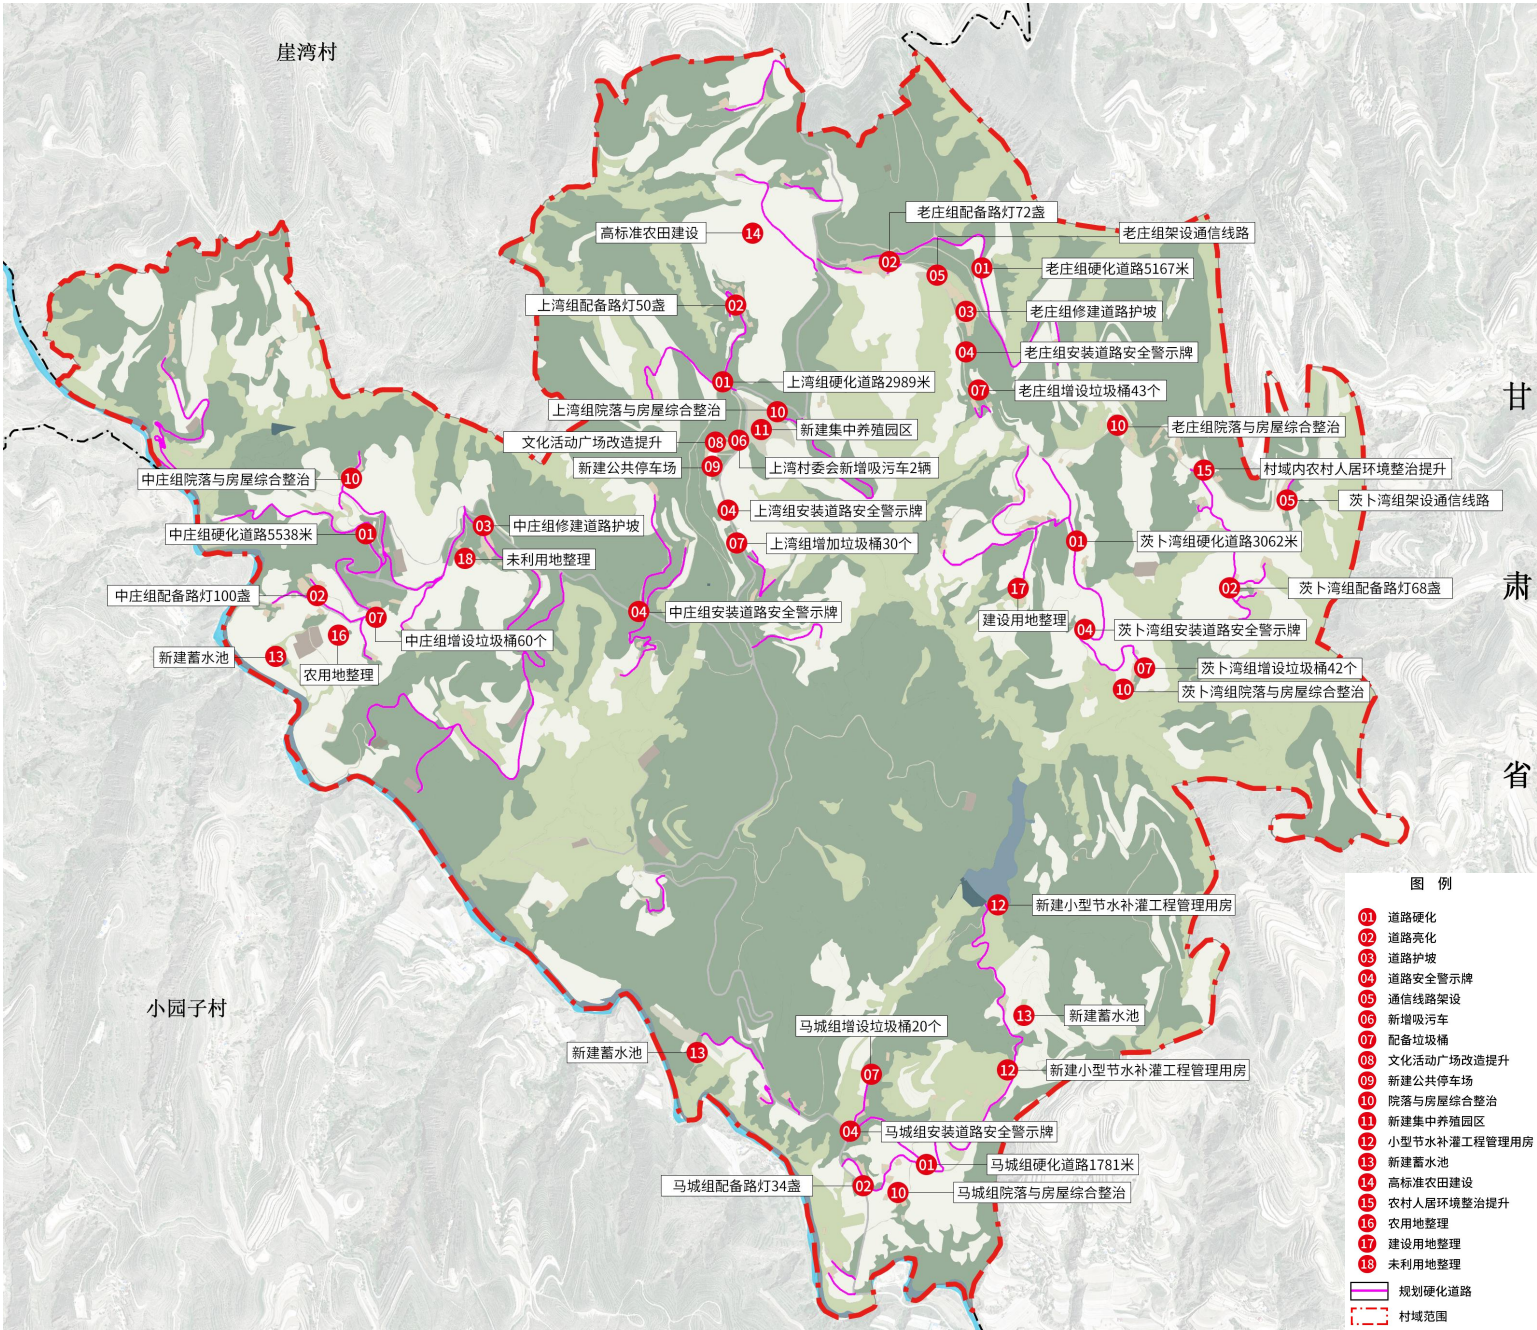 崖湾村
老庄组配备路灯72盏
14
高标准农田建设
老庄组架设通信线路
02
05
01
老庄组硬化道路5167米
上湾组配备路灯50盏
02
03
老庄组修建道路护坡
04
老庄组安装道路安全警示牌
01
上湾组硬化道路2989米
07
老庄组增设垃圾桶43个
甘
上湾组院落与房屋综合整治
10
新建集中养殖园区
11
10
老庄组院落与房屋综合整治
文化活动广场改造提升
08
06
新建公共停车场
09
上湾村委会新增吸污车2辆
15
村域内农村人居环境整治提升
中庄组院落与房屋综合整治
10
05
茨卜湾组架设通信线路
04
上湾组安装道路安全警示牌
中庄组硬化道路5538米
01
03
中庄组修建道路护坡
07
上湾组增加垃圾桶30个
01
茨卜湾组硬化道路3062米
18
未利用地整理
肃
中庄组配备路灯100盏
02
17
02
茨卜湾组配备路灯68盏
04
中庄组安装道路安全警示牌
07
建设用地整理
04
茨卜湾组安装道路安全警示牌
16
中庄组增设垃圾桶60个
新建蓄水池
13
农用地整理
07
茨卜湾组增设垃圾桶42个
10
茨卜湾组院落与房屋综合整治
省
12
新建小型节水补灌工程管理用房
小园子村
13
新建蓄水池
马城组增设垃圾桶20个
新建蓄水池
13
07
12
新建小型节水补灌工程管理用房
04
马城组安装道路安全警示牌
01
马城组硬化道路1781米
马城组配备路灯34盏
02
10
马城组院落与房屋综合整治
图 例
01 道路硬化
02 道路亮化
03 道路护坡
04 道路安全警示牌
05 通信线路架设
06 新增吸污车
07 配备垃圾桶
08 文化活动广场改造提升
09 新建公共停车场
10 院落与房屋综合整治
11 新建集中养殖园区
12 小型节水补灌工程管理用房
13 新建蓄水池
14 高标准农田建设
15 农村人居环境整治提升
16 农用地整理
17 建设用地整理
18 未利用地整理
规划硬化道路
村域范围